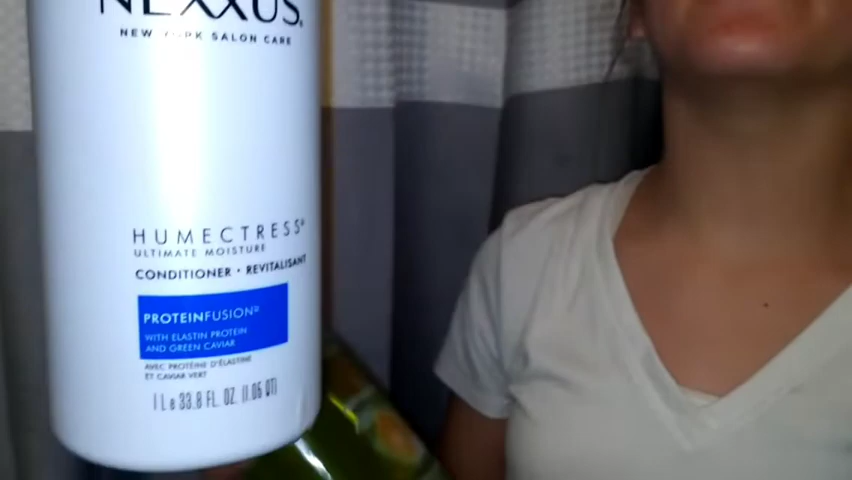 NEXXUS®
NEW YORK SALON CARE
HUMECTRESS®
ULTIMATE MOISTURE
CONDITIONER • REVITALISANT
PROTEINFUSION
WITH ELASTIN PROTEIN
AND GREEN CAVIAR
AVEC PROTÉINE D'ÉLASTINE
ET CAVIAR VERT
1 L e 33.8 FL. OZ. (1.05 QT)